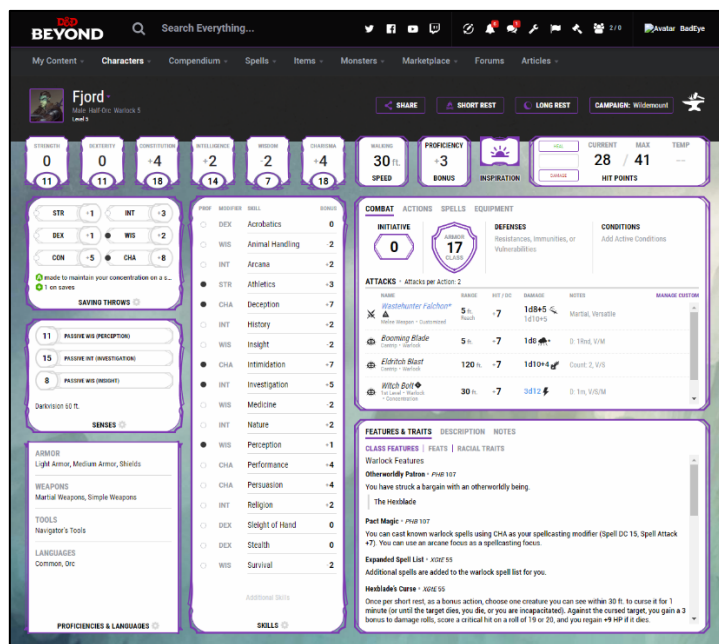 D&D
BEYOND
Search Everything...
2 / 0
Avatar BadEye
My Content
Characters
Compendium
Spells
Items
Monsters
Marketplace
Forums
Articles
Fjord
Male Half-Orc Warlock 5
Level 5
SHARE
SHORT REST
LONG REST
CAMPAIGN: Wildemount
STRENGTH
0
11
DEXTERITY
0
11
CONSTITUTION
+4
18
INTELLIGENCE
+2
14
WISDOM
-2
7
CHARISMA
+4
18
WALKING
30 ft.
SPEED
PROFICIENCY
+3
BONUS
INSPIRATION
HEAL
DAMAGE
CURRENT
28
/
MAX
41
TEMP
--
HIT POINTS
STR +1
INT +3
DEX +1
WIS +2
CON +5
CHA +8
made to maintain your concentration on a s...
1 on saves
SAVING THROWS
11 PASSIVE WIS (PERCEPTION)
15 PASSIVE INT (INVESTIGATION)
8 PASSIVE WIS (INSIGHT)
Darkvision 60 ft.
SENSES
ARMOR
Light Armor, Medium Armor, Shields
WEAPONS
Martial Weapons, Simple Weapons
TOOLS
Navigator's Tools
LANGUAGES
Common, Orc
PROFICIENCIES & LANGUAGES
PROF MODIFIER SKILL BONUS
DEX Acrobatics 0
WIS Animal Handling -2
INT Arcana +2
STR Athletics +3
CHA Deception +7
INT History +2
WIS Insight -2
CHA Intimidation +7
INT Investigation +5
WIS Medicine -2
INT Nature +2
WIS Perception +1
CHA Performance +4
CHA Persuasion +4
INT Religion +2
DEX Sleight of Hand 0
DEX Stealth 0
WIS Survival -2
Additional Skills
SKILLS
COMBAT
ACTIONS
SPELLS
EQUIPMENT
INITIATIVE
0
ARMOR
17
CLASS
DEFENSES
Resistances, Immunities, or
Vulnerabilities
CONDITIONS
Add Active Conditions
ATTACKS • Attacks per Action: 2
NAME RANGE HIT / DC DAMAGE NOTES MANAGE CUSTOM
Wastehunter Falchion*
Melee Weapon • Customized
5 ft.
Reach
+7
1d8+5
1d10+5
Martial, Versatile
Booming Blade
Cantrip • Warlock
5 ft.
+7
1d8
D: 1Rnd, V/M
Eldritch Blast
Cantrip • Warlock
120 ft.
+7
1d10+4
Count: 2, V/S
Witch Bolt
1st Level • Warlock
• Concentration
30 ft.
+7
3d12
D: 1m, V/S/M
FEATURES & TRAITS
DESCRIPTION
NOTES
CLASS FEATURES | FEATS | RACIAL TRAITS
Warlock Features
Otherworldly Patron • PHB 107
You have struck a bargain with an otherworldly being.
The Hexblade
Pact Magic • PHB 107
You can cast known warlock spells using CHA as your spellcasting modifier (Spell DC 15, Spell Attack
+7). You can use an arcane focus as a spellcasting focus.
Expanded Spell List • XGtE 55
Additional spells are added to the warlock spell list for you.
Hexblade's Curse • XGtE 55
Once per short rest, as a bonus action, choose one creature you can see within 30 ft. to curse it for 1
minute (or until the target dies, you die, or you are incapacitated). Against the cursed target, you gain a 3
bonus to damage rolls, score a critical hit on a roll of 19 or 20, and you regain +9 HP if it dies.